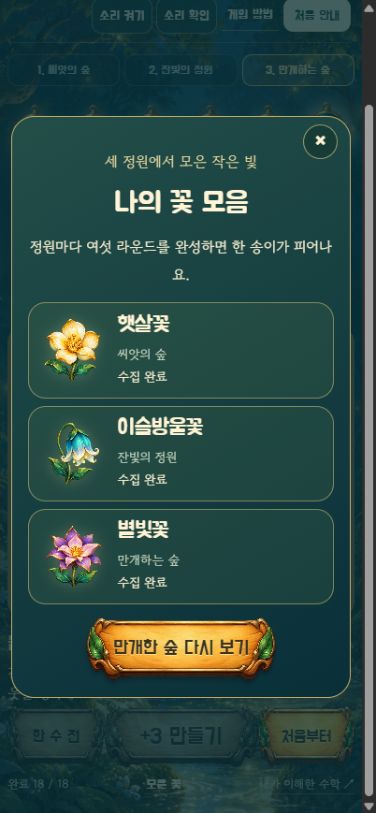 소리 켜기
소리 확인
게임 방법
처음 안내
1. 씨앗의 숲
2. 잔빛의 정원
3. 만개하는 숲
×
세 정원에서 모은 작은 빛
나의 꽃 모음
정원마다 여섯 라운드를 완성하면 한 송이가 피어나
요.
햇살꽃
씨앗의 숲
수집 완료
이슬방울꽃
잔빛의 정원
수집 완료
별빛꽃
만개하는 숲
수집 완료
만개한 숲 다시 보기
한 수 전
+3 만들기
처음부터
완료 18 / 18
모은 꽃
이해한 수학 ↗